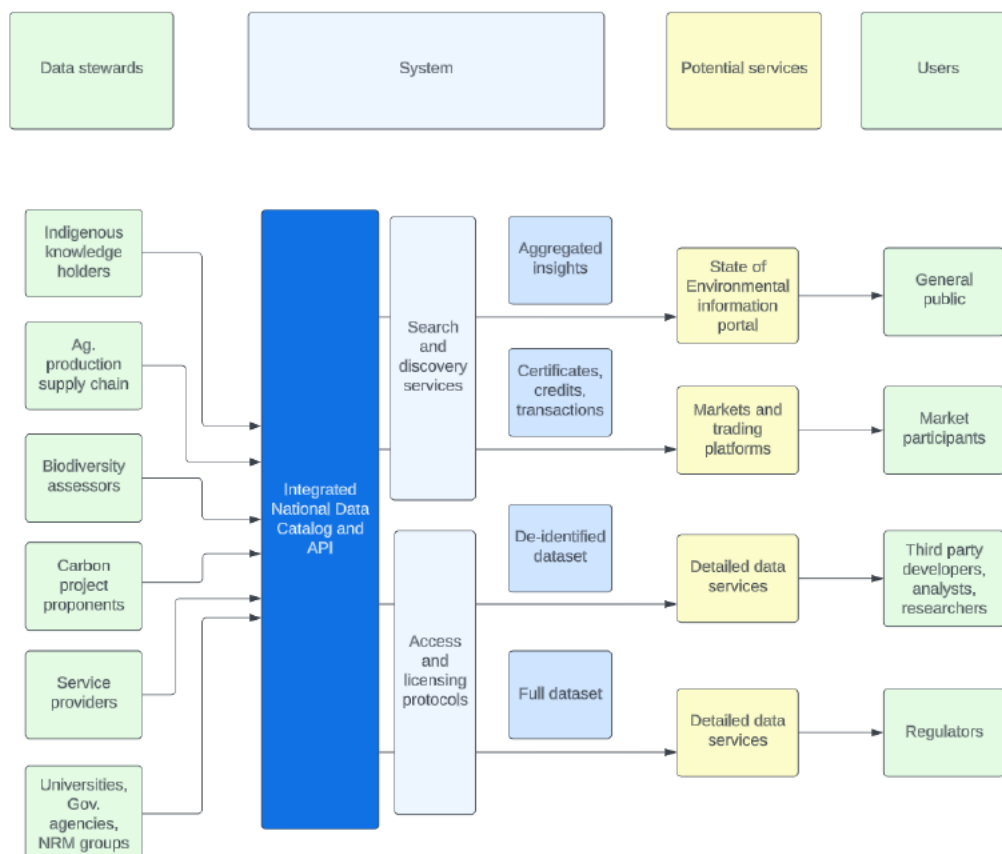 Data stewards
System
Potential services
Users
Indigenous
knowledge
holders
Ag.
production
supply chain
Biodiversity
assessors
Carbon
project
proponents
Service
providers
Universities,
Gov.
agencies,
NRM groups
Integrated
National Data
Catalog and
API
Search
and
discovery
services
Access
and
licensing
protocols
Aggregated
insights
Certificates,
credits,
transactions
De-identified
dataset
Full dataset
State of
Environmental
information
portal
Markets and
trading
platforms
Detailed data
services
Detailed data
services
General
public
Market
participants
Third party
developers,
analysts,
researchers
Regulators